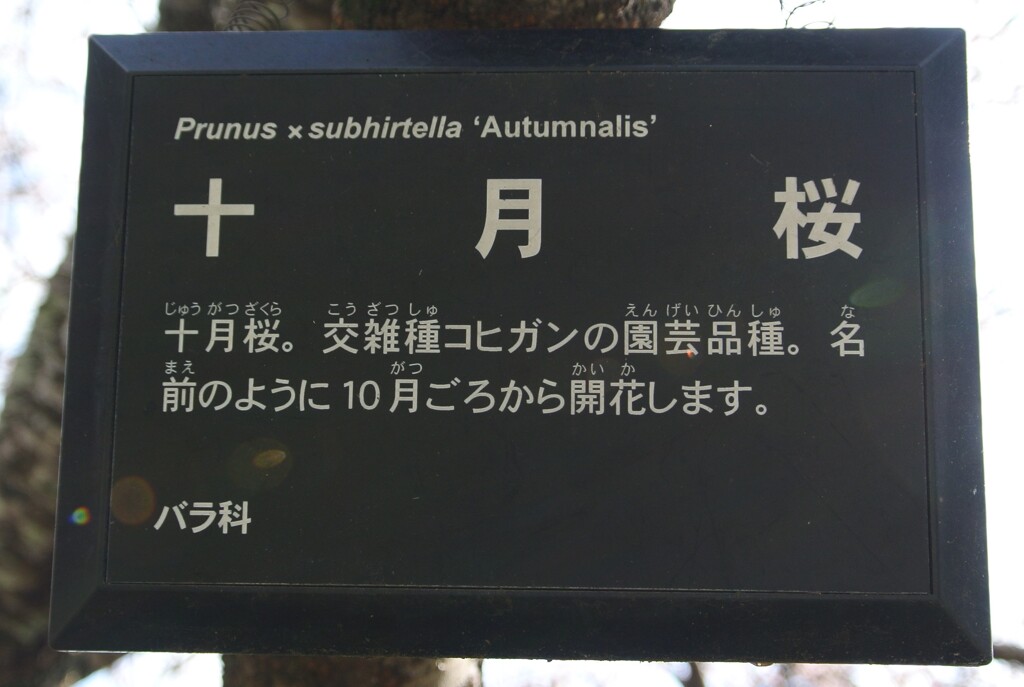 Prunus × subhirtella ‘Autumnalis’
十月桜
じゅう がつ ざくら こう ざつ しゅ えん げい ひん しゅ な
十月桜。交雑種コヒガンの園芸品種。名
まえ がつ かい か
前のように10月ごろから開花します。
バラ科